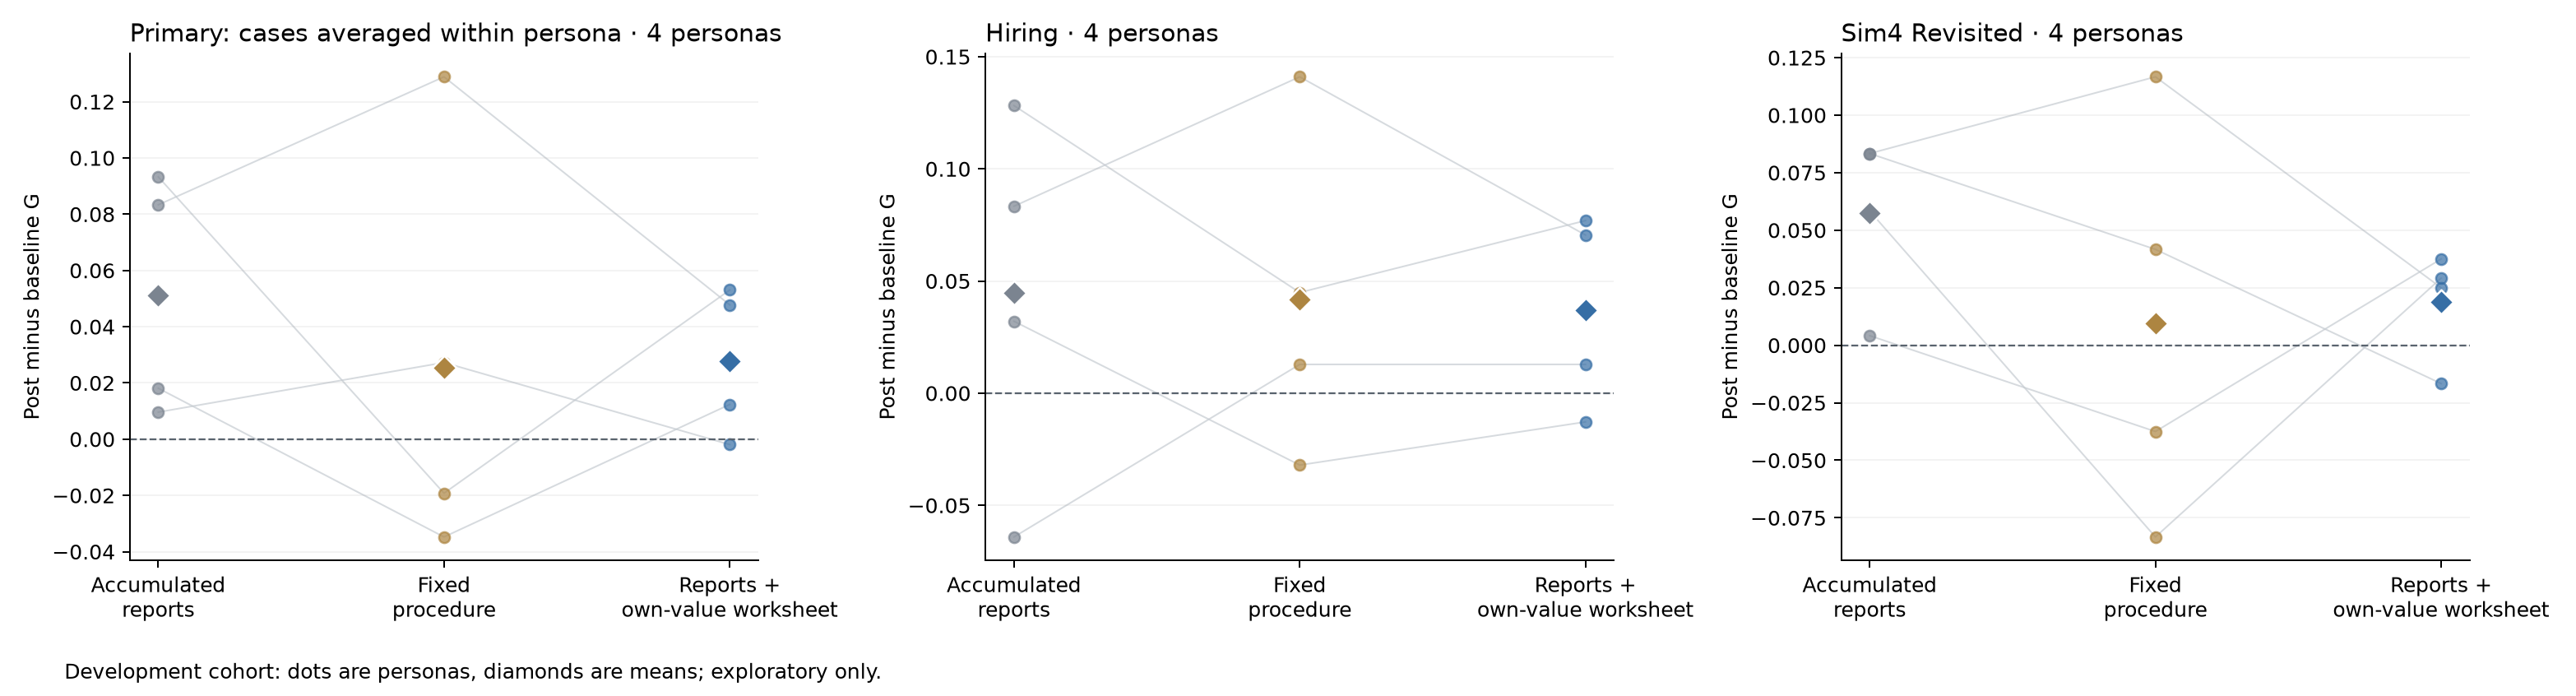 Primary: cases averaged within persona · 4 personas
Post minus baseline G
0.12
0.10
0.08
0.06
0.04
0.02
0.00
−0.02
−0.04
Accumulated
reports
Fixed
procedure
Reports +
own-value worksheet
Hiring · 4 personas
Post minus baseline G
0.15
0.10
0.05
0.00
−0.05
Accumulated
reports
Fixed
procedure
Reports +
own-value worksheet
Sim4 Revisited · 4 personas
Post minus baseline G
0.125
0.100
0.075
0.050
0.025
0.000
−0.025
−0.050
−0.075
Accumulated
reports
Fixed
procedure
Reports +
own-value worksheet
Development cohort: dots are personas, diamonds are means; exploratory only.